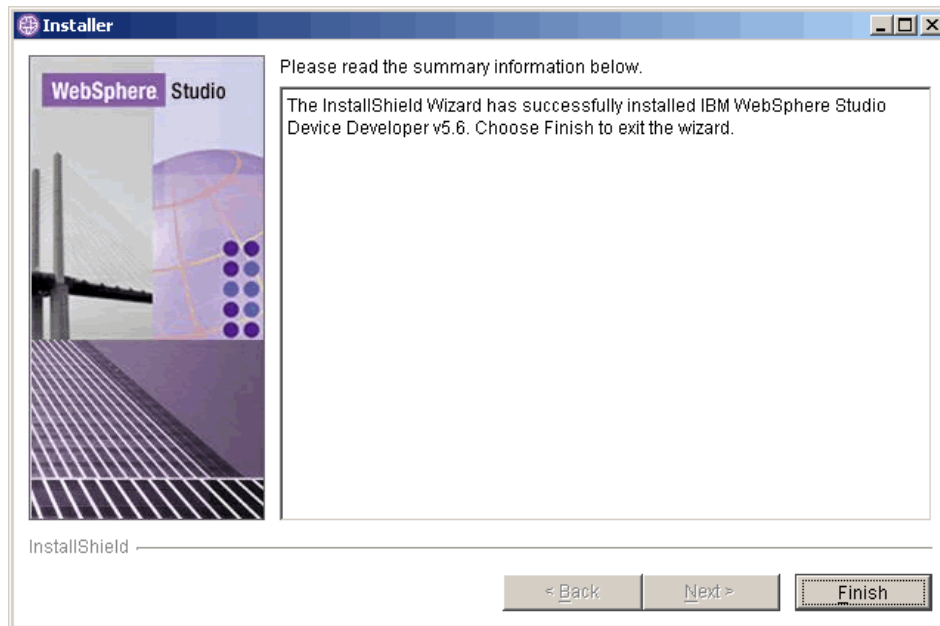 Installer
WebSphere. Studio
Please read the summary information below.
The InstallShield Wizard has successfully installed IBM WebSphere Studio
Device Developer v5.6. Choose Finish to exit the wizard.
InstallShield
< Back Next > Finish